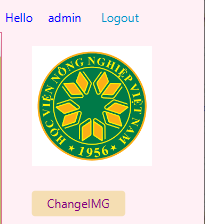 Hello admin Logout
HỌC VIỆN NÔNG NGHIỆP VIỆT NAM
★ 1956 ★
ChangeIMG